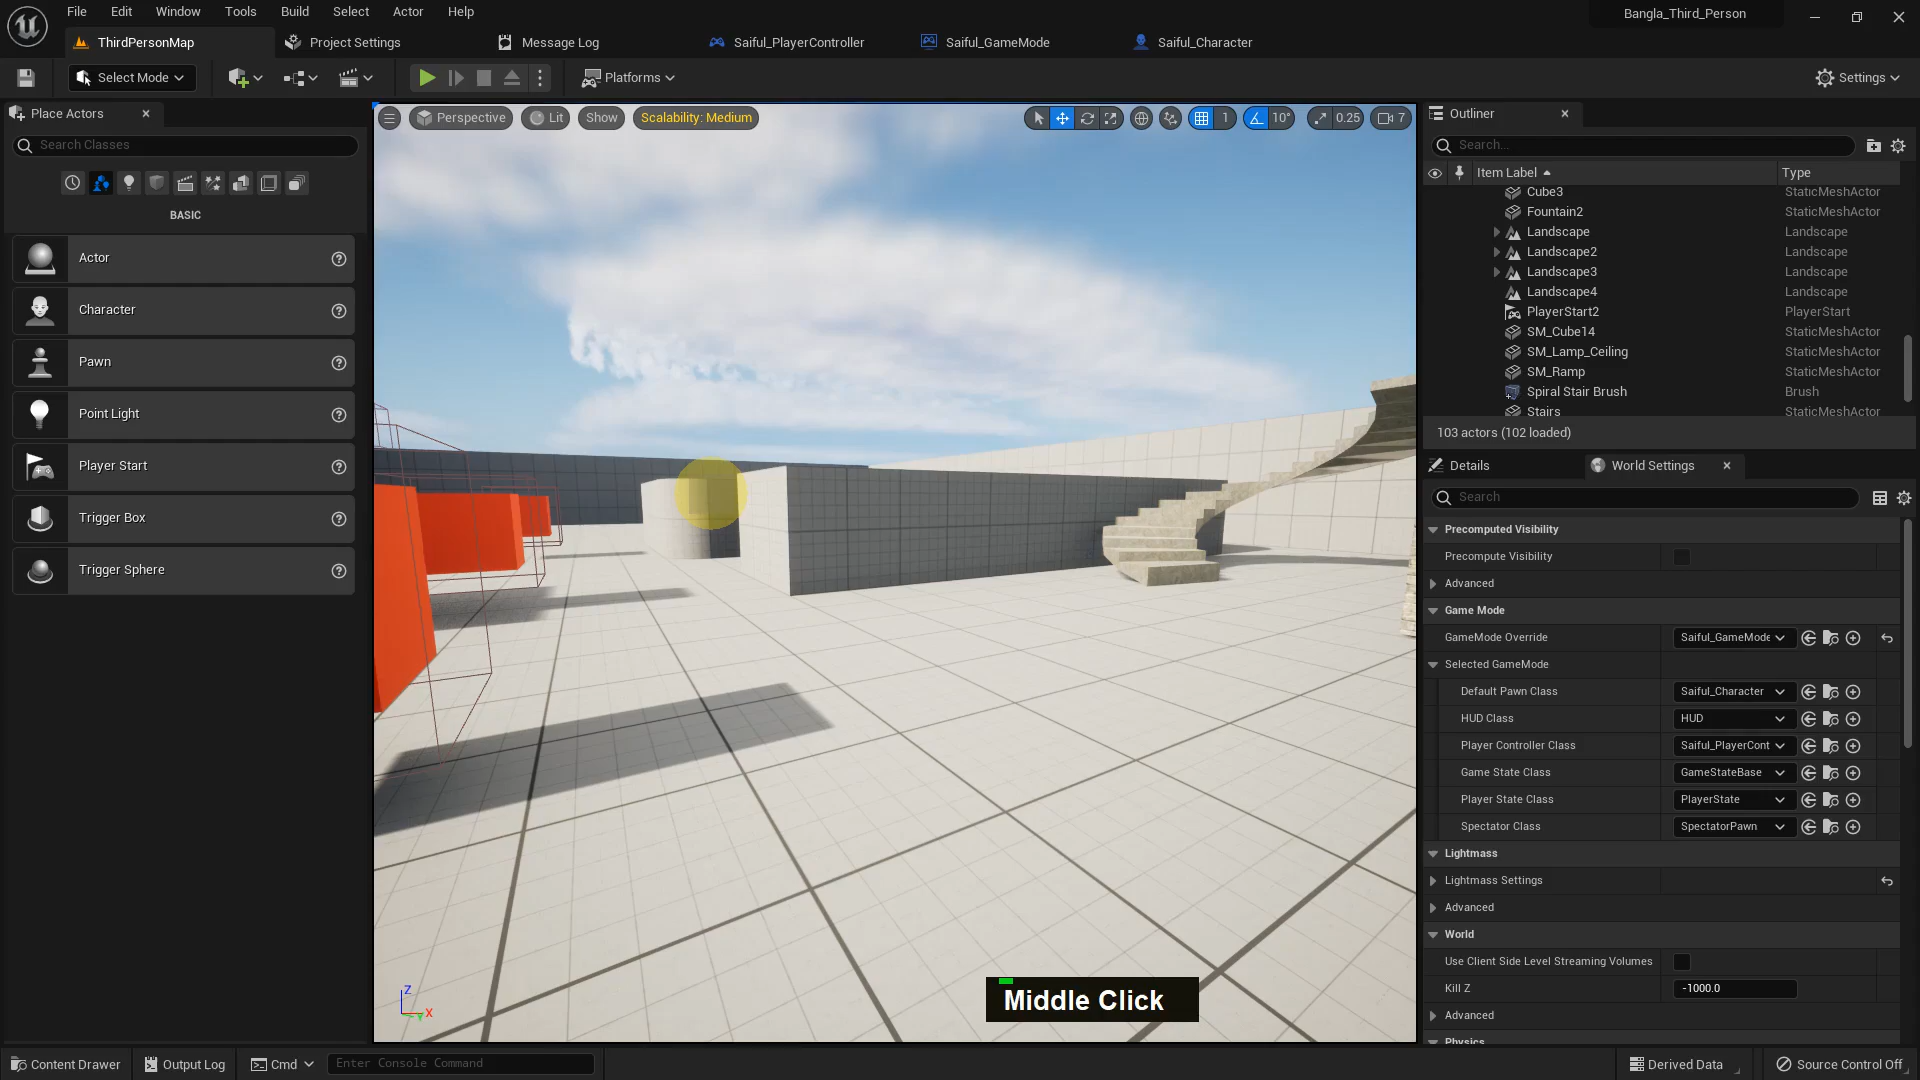 File Edit Window Tools Build Select Actor Help
Bangla_Third_Person
ThirdPersonMap
Project Settings
Message Log
Saiful_PlayerController
Saiful_GameMode
Saiful_Character
Select Mode
Platforms
Settings
Place Actors
Search Classes
BASIC
Actor
Character
Pawn
Point Light
Player Start
Trigger Box
Trigger Sphere
Perspective
Lit
Show
Scalability: Medium
1
10°
0.25
7
Z
X
Y
Middle Click
Outliner
Search...
Item Label Type
Cube3 StaticMeshActor
Fountain2 StaticMeshActor
Landscape Landscape
Landscape2 Landscape
Landscape3 Landscape
Landscape4 Landscape
PlayerStart2 PlayerStart
SM_Cube14 StaticMeshActor
SM_Lamp_Ceiling StaticMeshActor
SM_Ramp StaticMeshActor
Spiral Stair Brush Brush
Stairs StaticMeshActor
103 actors (102 loaded)
Details
World Settings
Search
Precomputed Visibility
Precompute Visibility
Advanced
Game Mode
GameMode Override Saiful_GameMode
Selected GameMode
Default Pawn Class Saiful_Character
HUD Class HUD
Player Controller Class Saiful_PlayerCont
Game State Class GameStateBase
Player State Class PlayerState
Spectator Class SpectatorPawn
Lightmass
Lightmass Settings
Advanced
World
Use Client Side Level Streaming Volumes
Kill Z -1000.0
Advanced
Physics
Content Drawer
Output Log
Cmd
Enter Console Command
Derived Data
Source Control Off